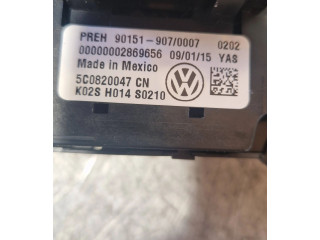 PREH 90151-907/0007 0202
00000002869656 09/01/15 YAS
Made in Mexico
5C0820047 CN
K02S H014 S0210